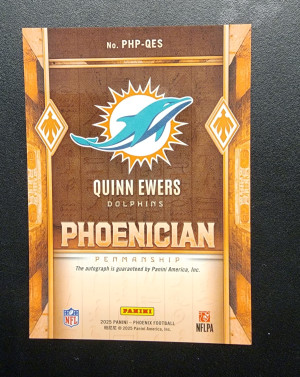 No. PHP-QES
QUINN EWERS
DOLPHINS
PHOENICIAN
PENMANSHIP
The autograph is guaranteed by Panini America, Inc.
NFL
PANINI
NFLPA
2025 PANINI - PHOENIX FOOTBALL
© 2025 Panini America, Inc.